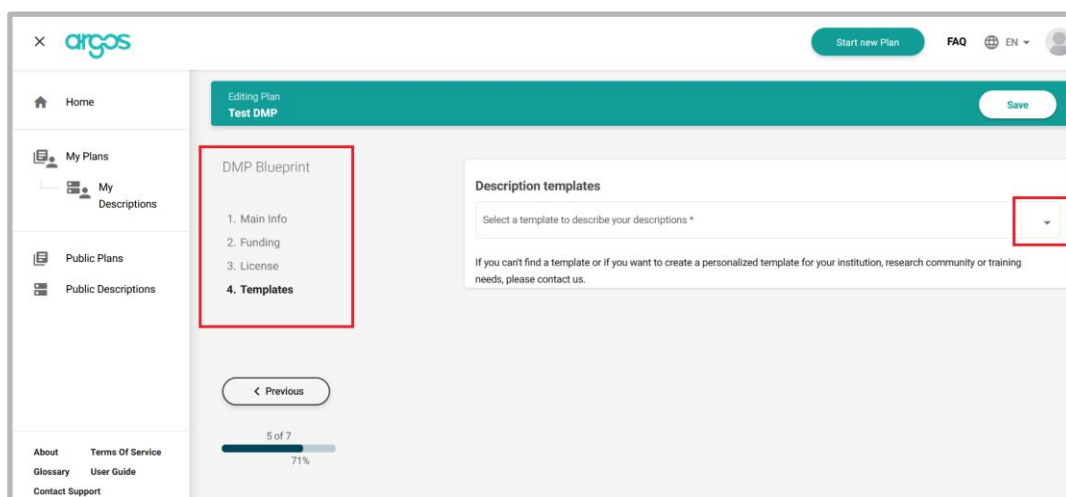 argos
Start new Plan
FAQ
EN
Home
My Plans
My
Descriptions
Public Plans
Public Descriptions
About
Terms Of Service
Glossary
User Guide
Contact Support
Editing Plan
Test DMP
Save
DMP Blueprint
1. Main Info
2. Funding
3. License
4. Templates
Previous
5 of 7
71%
Description templates
Select a template to describe your descriptions *
If you can't find a template or if you want to create a personalized template for your institution, research community or training
needs, please contact us.